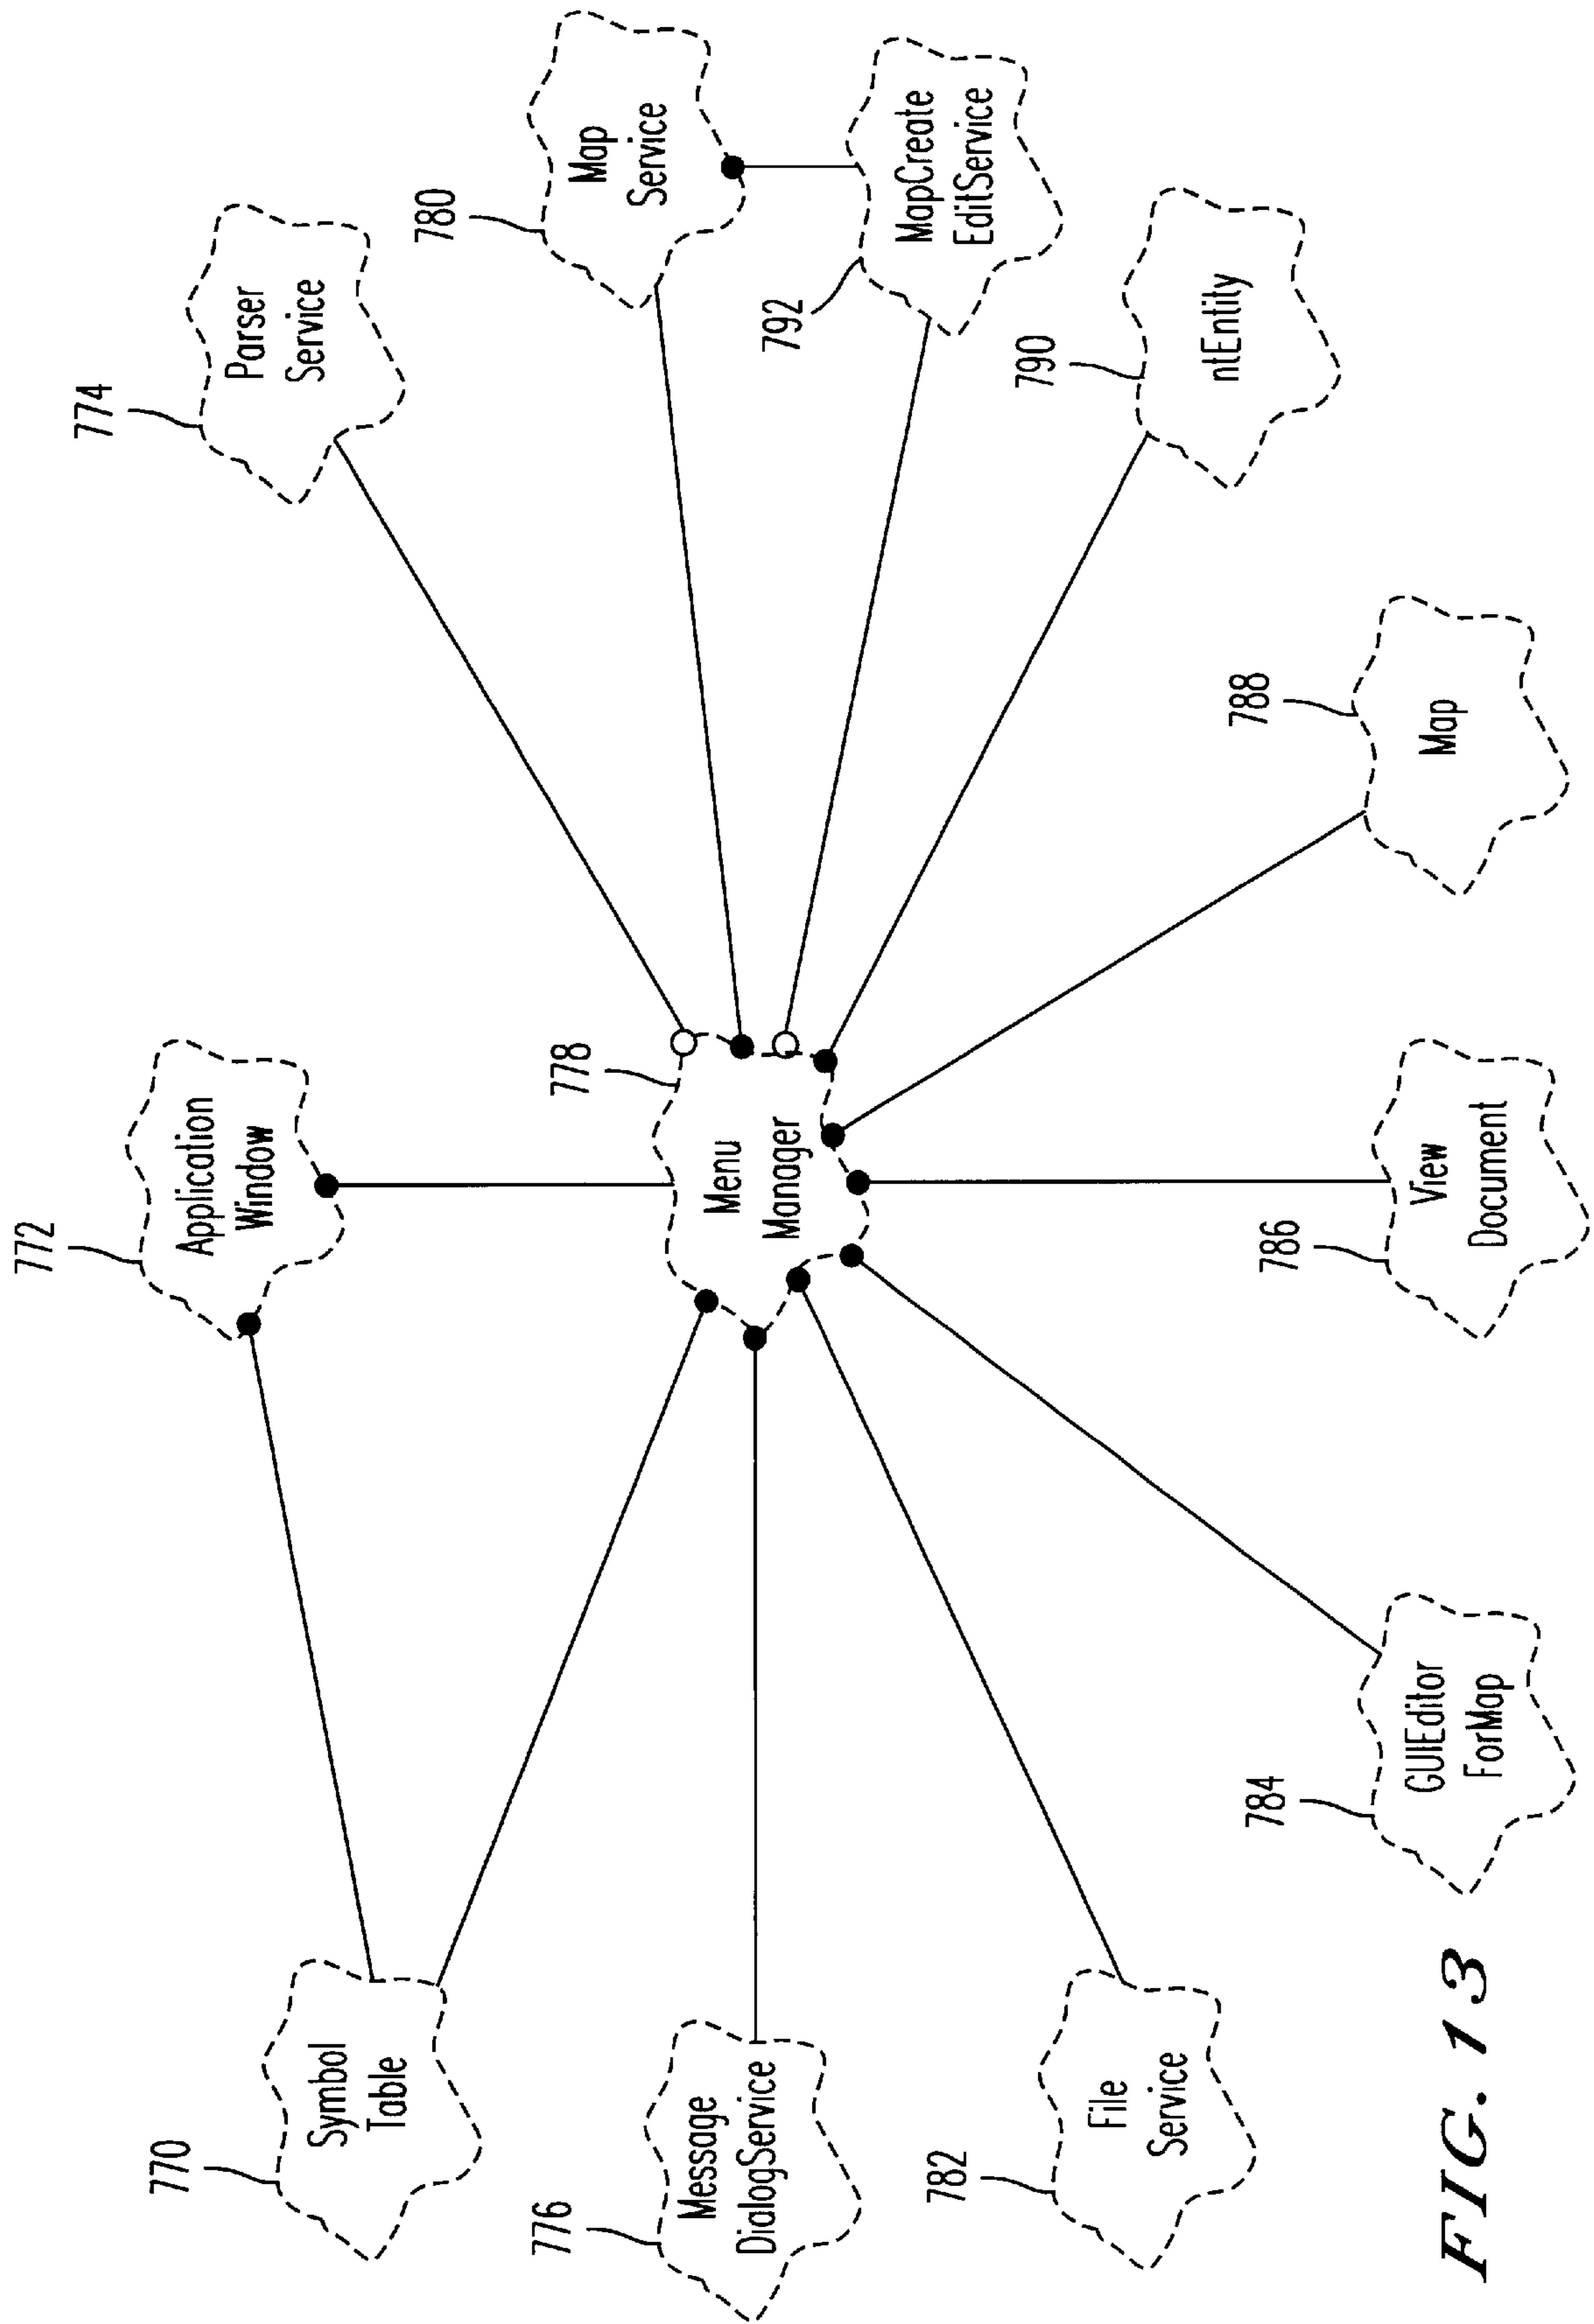 772
Application
Window
774
Parser
Service
770
Symbol
Table
780
Map
Service
776
Message
DialogService
778
Menu
Manager
792
MapCreate
EditService
782
File
Service
790
ntEntity
784
GUIEditor
ForMap
786
View
Document
788
Map
FIG. 13